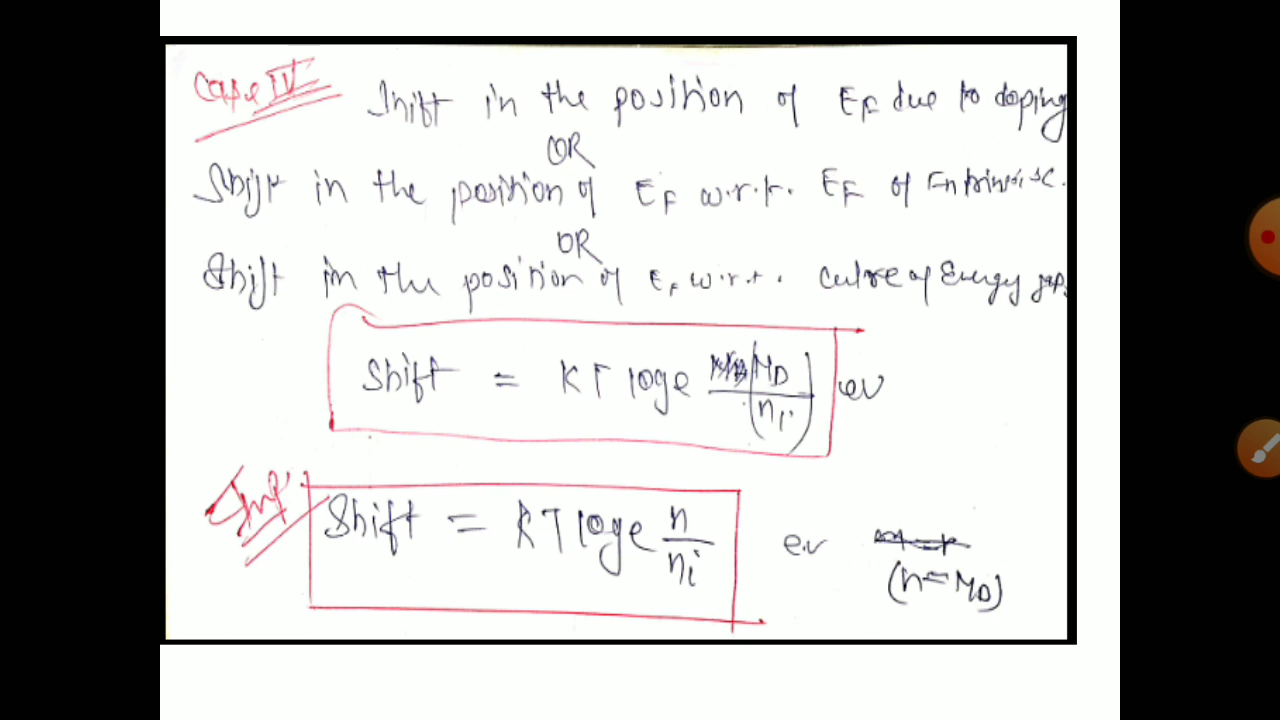 Case IV Shift in the position of EF due to doping
OR
Shift in the position of EF w.r.t. EF of Intrinsic sc.
OR
Shift in the position of EF w.r.t. centre of Energy gap.
Shift = KT loge (ND/ni) ev
Imp. Shift = KT loge n/ni ev
(n=ND)